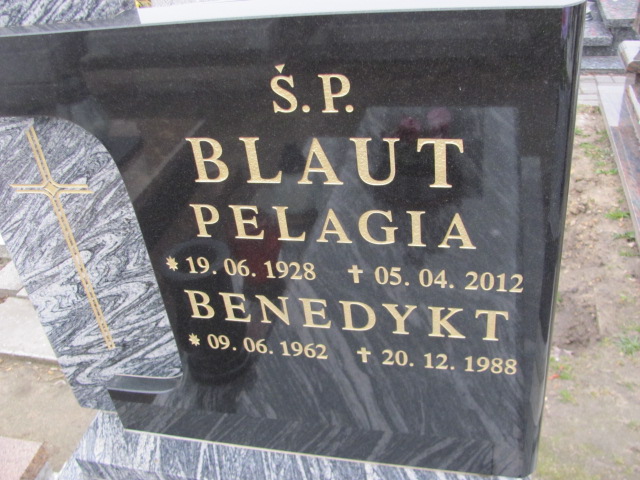 Š.P.
BLAUT
PELAGIA
* 19. 06. 1928 † 05. 04. 2012
BENEDYKT
* 09. 06. 1962 † 20. 12. 1988